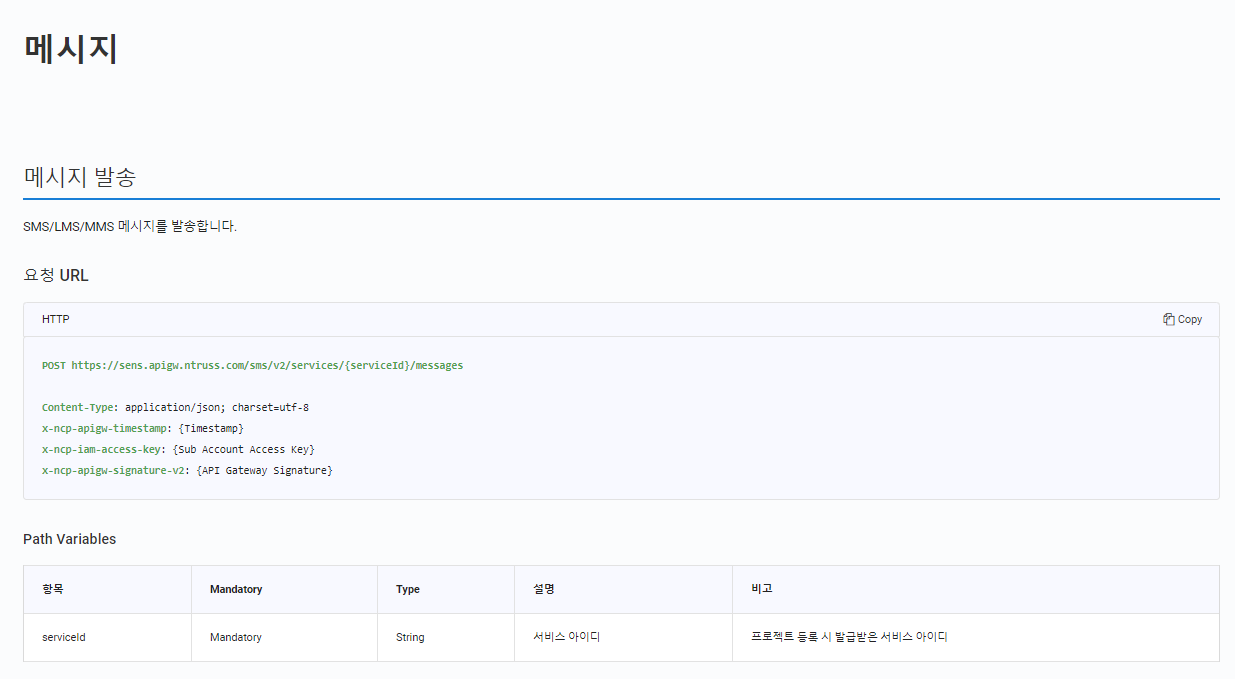 메시지
메시지 발송
SMS/LMS/MMS 메시지를 발송합니다.
요청 URL
HTTP Copy
POST https://sens.apigw.ntruss.com/sms/v2/services/{serviceId}/messages
Content-Type: application/json; charset=utf-8
x-ncp-apigw-timestamp: {Timestamp}
x-ncp-iam-access-key: {Sub Account Access Key}
x-ncp-apigw-signature-v2: {API Gateway Signature}
Path Variables
항목 Mandatory Type 설명 비고
serviceId Mandatory String 서비스 아이디 프로젝트 등록 시 발급받은 서비스 아이디